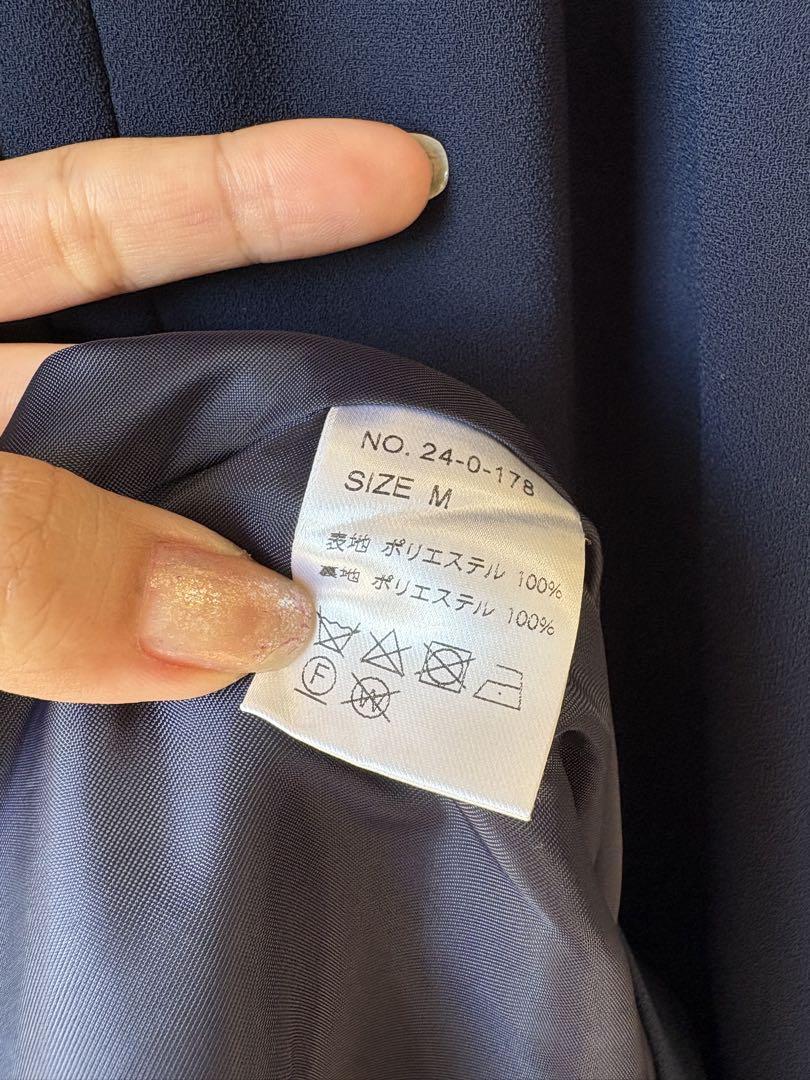 NO. 24-0-178
SIZE M
表地 ポリエステル 100%
裏地 ポリエステル 100%
F W